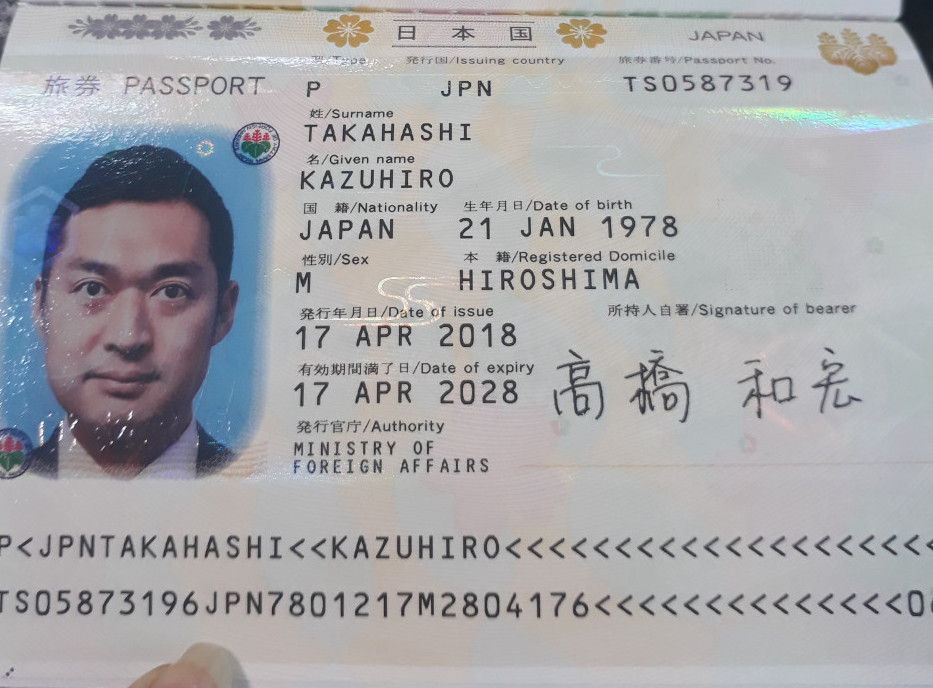 日本国 JAPAN
型/Type 発行国/Issuing country 旅券番号/Passport No.
旅券 PASSPORT P JPN TS0587319
姓/Surname
TAKAHASHI
名/Given name
KAZUHIRO
国 籍/Nationality 生年月日/Date of birth
JAPAN 21 JAN 1978
性別/Sex 本 籍/Registered Domicile
M HIROSHIMA
発行年月日/Date of issue 所持人自署/Signature of bearer
17 APR 2018
有効期間満了日/Date of expiry
17 APR 2028 高橋 和宏
発行官庁/Authority
MINISTRY OF
FOREIGN AFFAIRS
P<JPNTAKAHASHI<<KAZUHIRO<<<<<<<<<<<<<<<<<<<<
TS05873196JPN7801217M2804176<<<<<<<<<<<<<<0